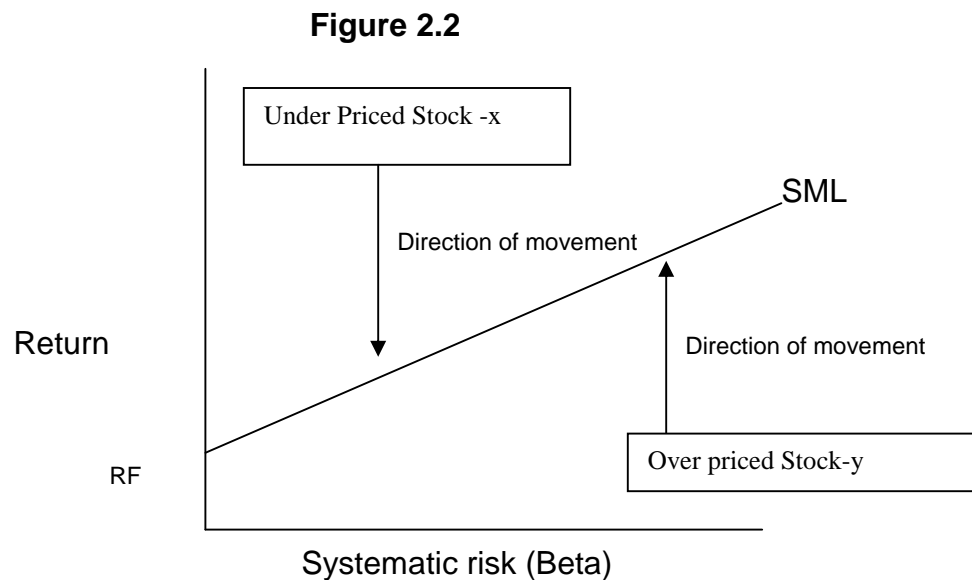 Figure 2.2
Under Priced Stock -x
SML
Direction of movement
Return
Direction of movement
Over priced Stock-y
RF
Systematic risk (Beta)